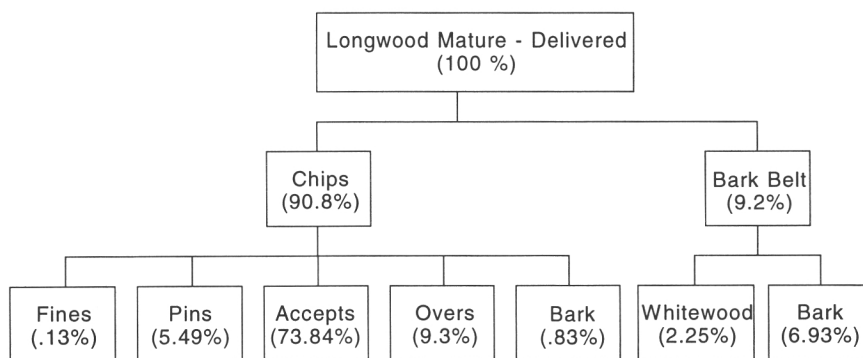 Longwood Mature - Delivered
(100 %)
Chips
(90.8%)
Bark Belt
(9.2%)
Fines
(.13%)
Pins
(5.49%)
Accepts
(73.84%)
Overs
(9.3%)
Bark
(.83%)
Whitewood
(2.25%)
Bark
(6.93%)